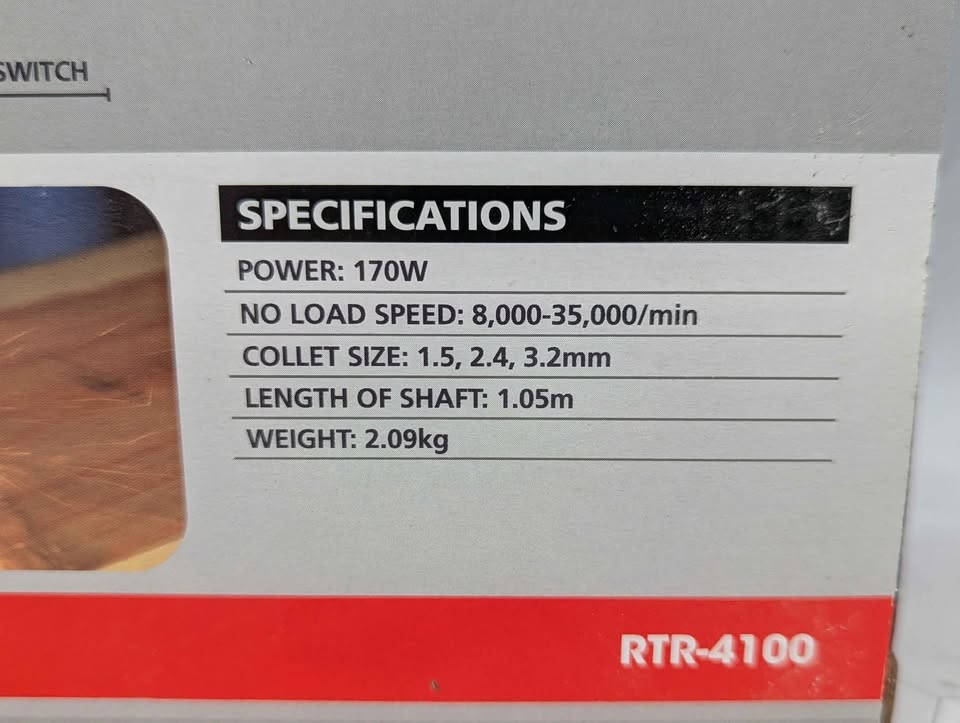 SWITCH
SPECIFICATIONS
POWER: 170W
NO LOAD SPEED: 8,000-35,000/min
COLLET SIZE: 1.5, 2.4, 3.2mm
LENGTH OF SHAFT: 1.05m
WEIGHT: 2.09kg
RTR-4100